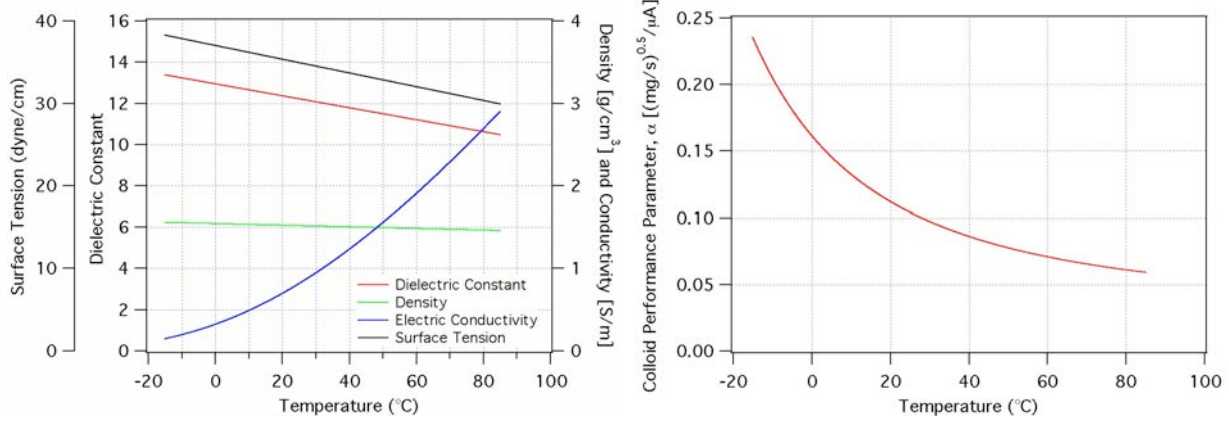 Surface Tension (dyne/cm)
40
30
20
10
0
Dielectric Constant
16
14
12
10
8
6
4
2
0
Dielectric Constant
Density
Electric Conductivity
Surface Tension
4
3
2
1
0
Density [g/cm³] and Conductivity [S/m]
-20 0 20 40 60 80 100
Temperature (°C)
Colloid Performance Parameter, α [(mg/s)^0.5/μA]
0.25
0.20
0.15
0.10
0.05
0.00
-20 0 20 40 60 80 100
Temperature (°C)